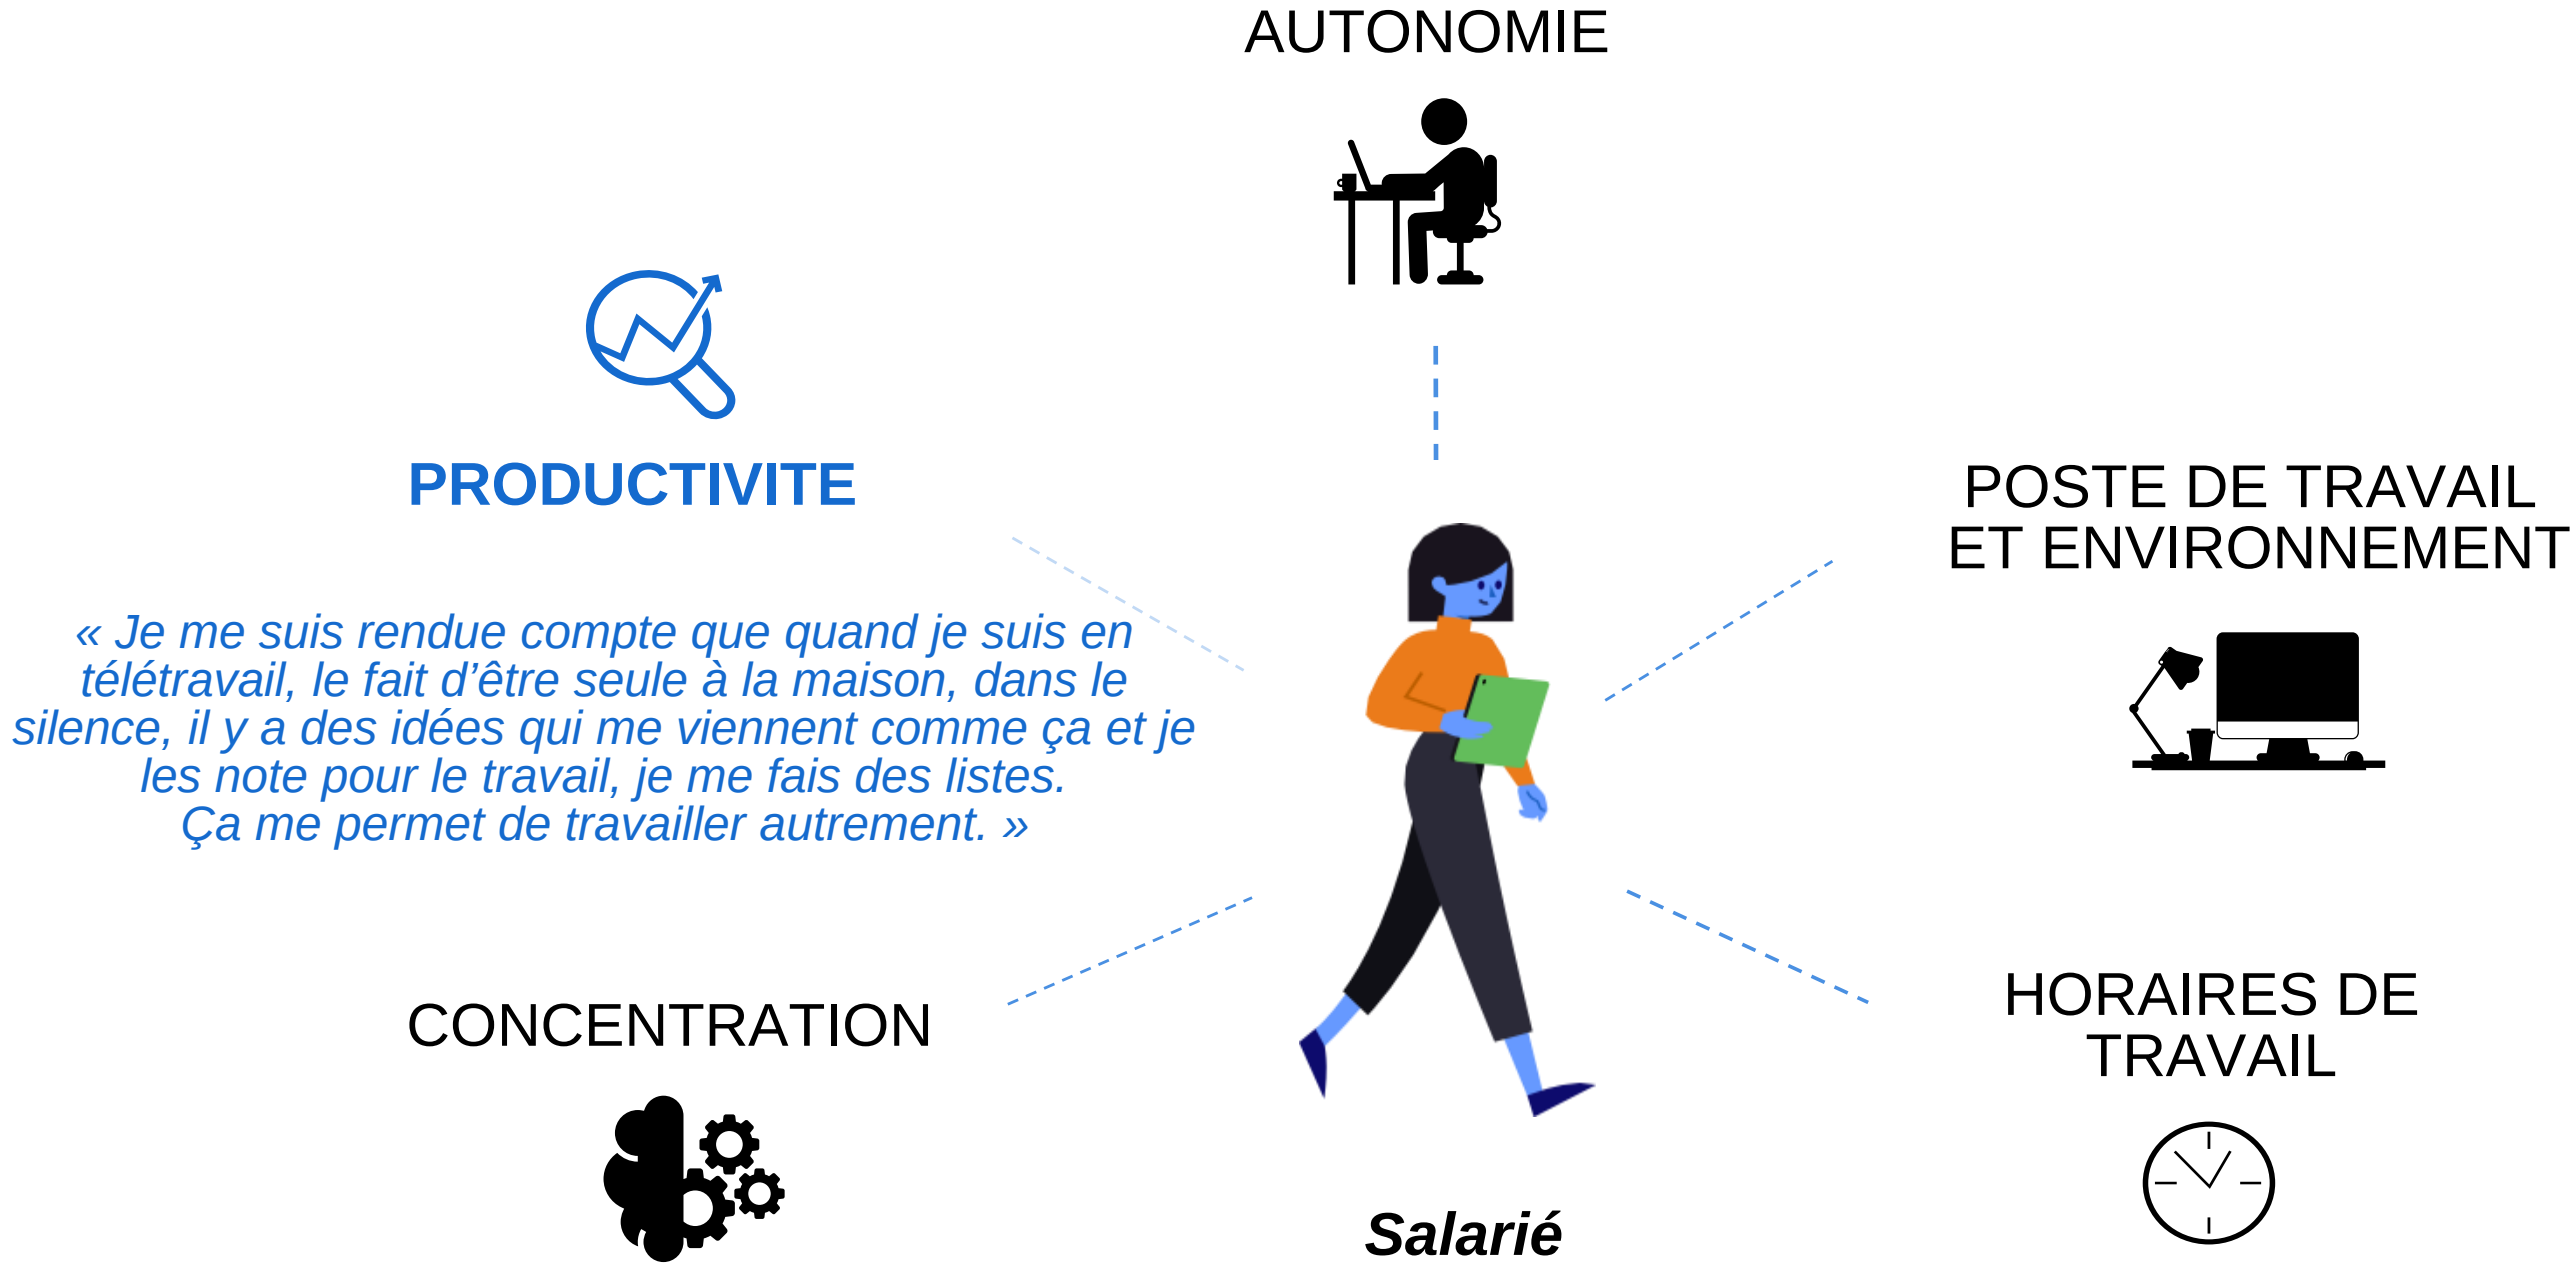 AUTONOMIE
PRODUCTIVITE
« Je me suis rendue compte que quand je suis en
télétravail, le fait d’être seule à la maison, dans le
silence, il y a des idées qui me viennent comme ça et je
les note pour le travail, je me fais des listes.
Ça me permet de travailler autrement. »
POSTE DE TRAVAIL
ET ENVIRONNEMENT
CONCENTRATION
HORAIRES DE
TRAVAIL
Salarié